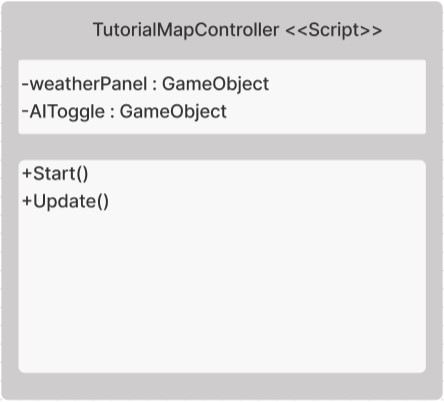 TutorialMapController <<Script>>
-weatherPanel : GameObject
-AIToggle : GameObject
+Start()
+Update()